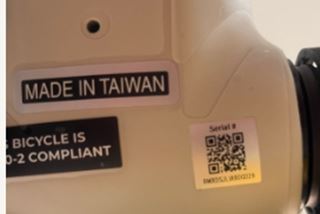 MADE IN TAIWAN
G BICYCLE IS
0-2 COMPLIANT
Serial #